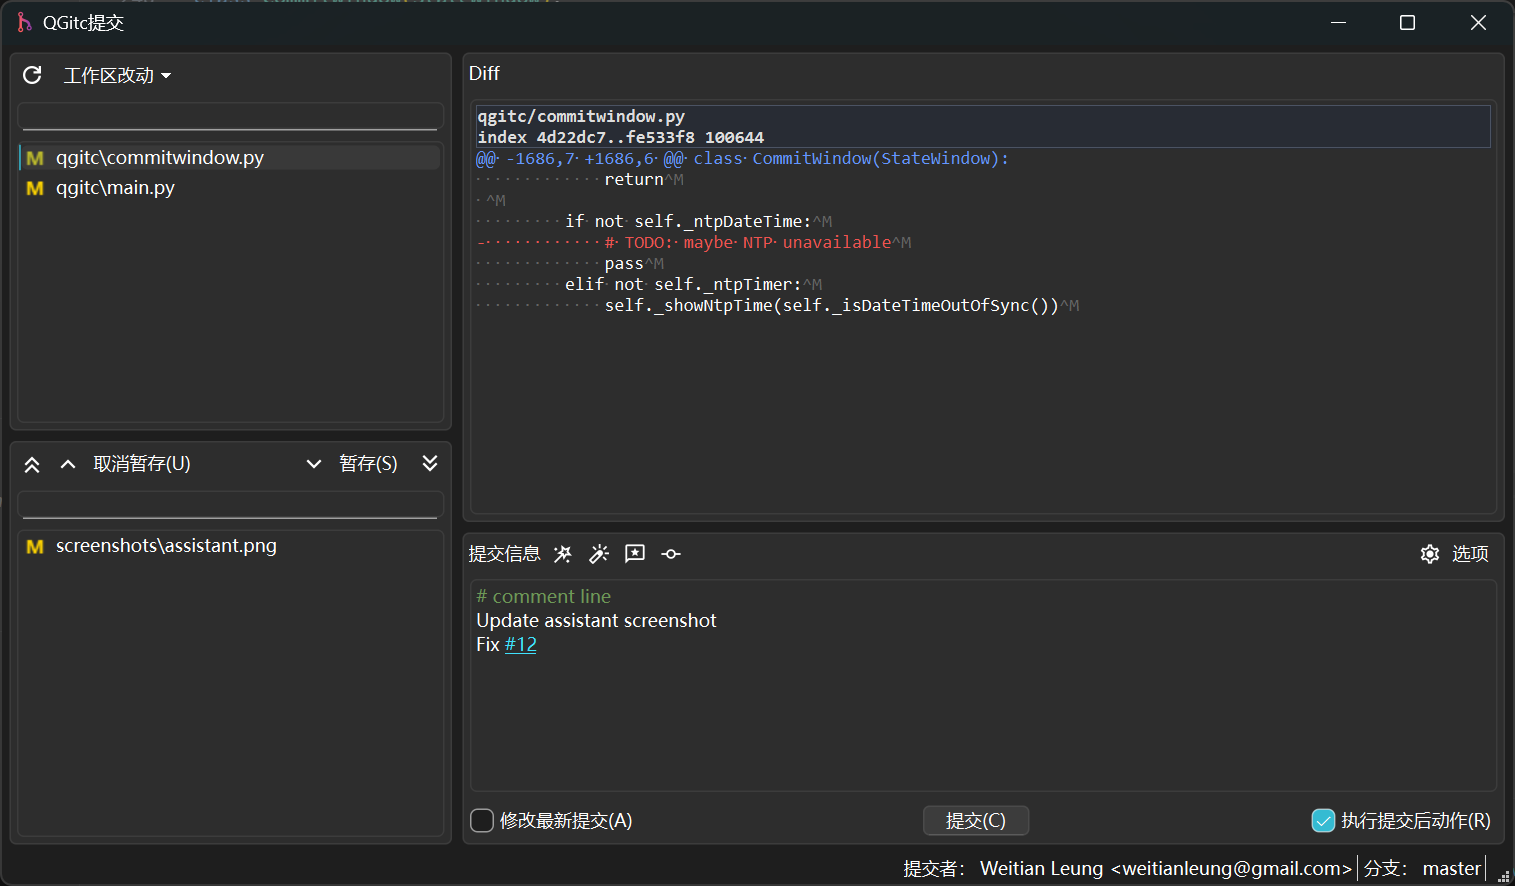 QGitc提交
工作区改动
M qgitc\commitwindow.py
M qgitc\main.py
取消暂存(U)
暂存(S)
M screenshots\assistant.png
Diff
qgitc/commitwindow.py
index 4d22dc7..fe533f8 100644
@@ -1686,7 +1686,6 @@ class CommitWindow(StateWindow):
return^M
^M
if not self._ntpDateTime:^M
- # TODO: maybe NTP unavailable^M
pass^M
elif not self._ntpTimer:^M
self._showNtpTime(self._isDateTimeOutOfSync())^M
提交信息
选项
# comment line
Update assistant screenshot
Fix #12
修改最新提交(A)
提交(C)
执行提交后动作(R)
提交者： Weitian Leung <weitianleung@gmail.com> 分支： master